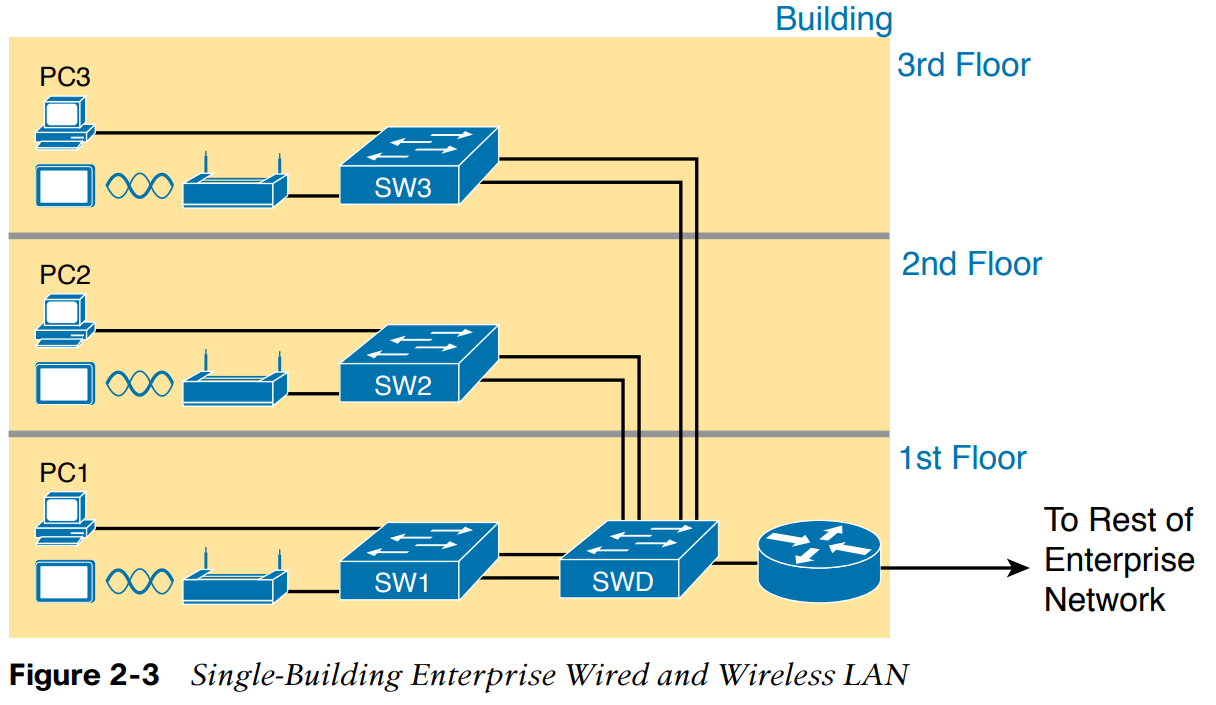 Building
3rd Floor
PC3
SW3
2nd Floor
PC2
SW2
1st Floor
PC1
SW1
SWD
To Rest of
Enterprise
Network
Figure 2-3 Single-Building Enterprise Wired and Wireless LAN